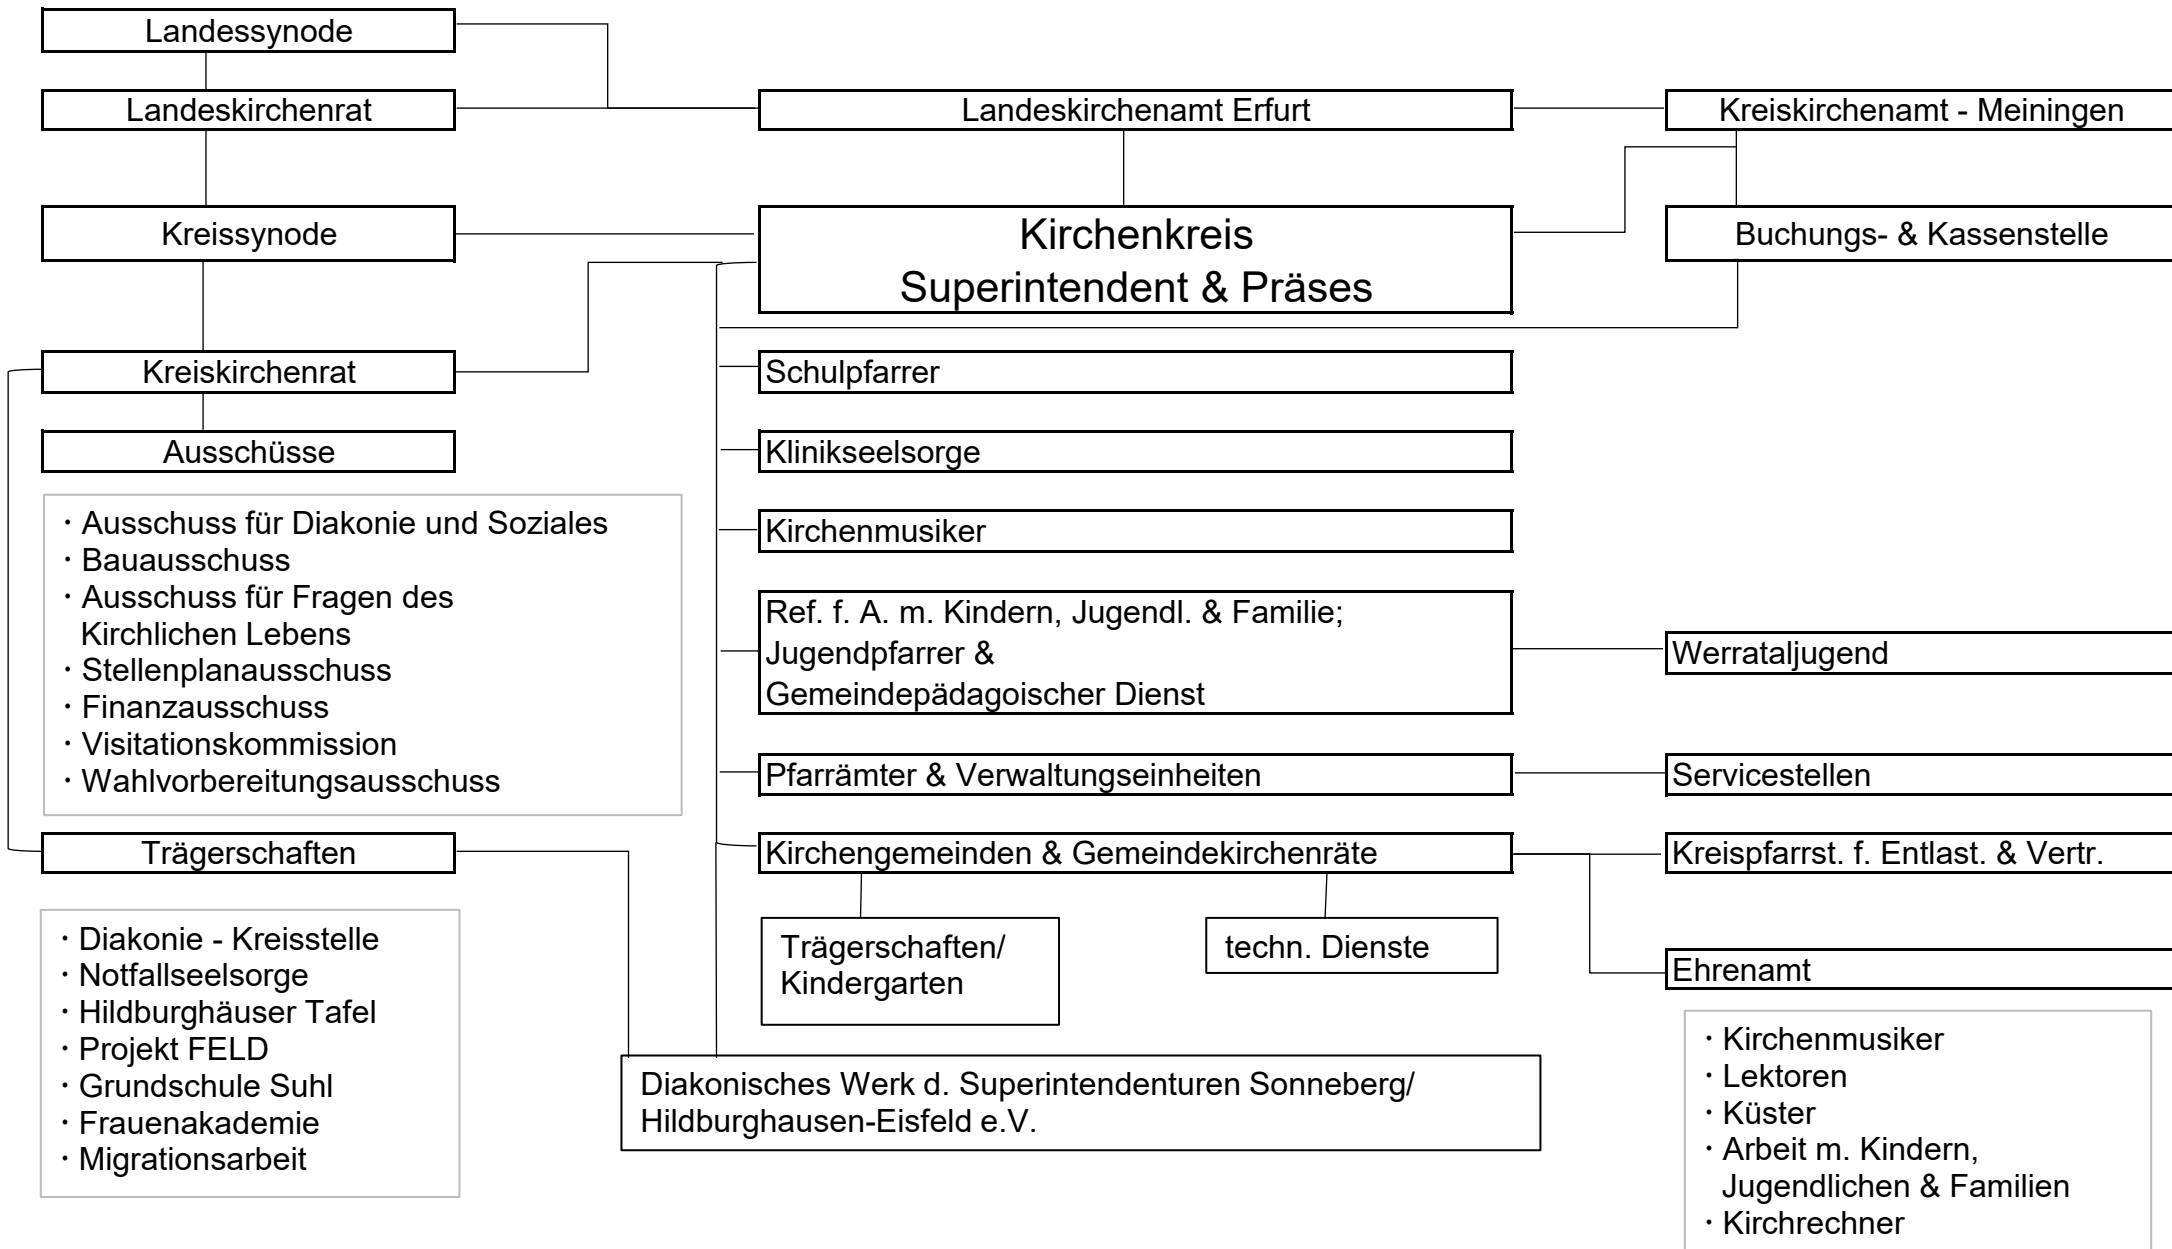 Landessynode
Landeskirchenrat
Landeskirchenamt Erfurt
Kreiskirchenamt - Meiningen
Kreissynode
Kirchenkreis
Superintendent & Präses
Buchungs- & Kassenstelle
Kreiskirchenrat
Schulpfarrer
Ausschüsse
Klinikseelsorge
· Ausschuss für Diakonie und Soziales
· Bauausschuss
· Ausschuss für Fragen des
Kirchlichen Lebens
· Stellenplanausschuss
· Finanzausschuss
· Visitationskommission
· Wahlvorbereitungsausschuss
Kirchenmusiker
Ref. f. A. m. Kindern, Jugendl. & Familie;
Jugendpfarrer &
Gemeindepädagoischer Dienst
Werrataljugend
Pfarrämter & Verwaltungseinheiten
Servicestellen
Trägerschaften
Kirchengemeinden & Gemeindekirchenräte
Kreispfarrst. f. Entlast. & Vertr.
· Diakonie - Kreisstelle
· Notfallseelsorge
· Hildburghäuser Tafel
· Projekt FELD
· Grundschule Suhl
· Frauenakademie
· Migrationsarbeit
Trägerschaften/
Kindergarten
techn. Dienste
Ehrenamt
Diakonisches Werk d. Superintendenturen Sonneberg/
Hildburghausen-Eisfeld e.V.
· Kirchenmusiker
· Lektoren
· Küster
· Arbeit m. Kindern,
Jugendlichen & Familien
· Kirchrechner